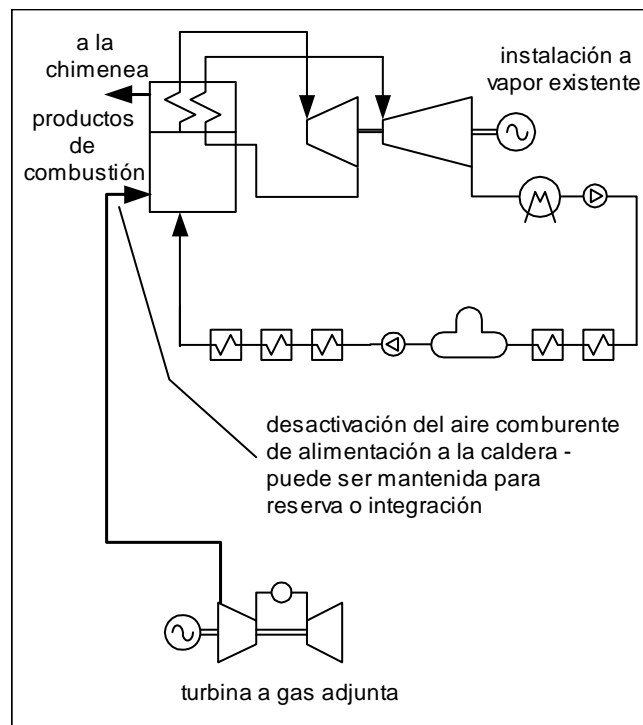 a la
chimenea
productos
de
combustión
instalación a
vapor existente
desactivación del aire comburente
de alimentación a la caldera -
puede ser mantenida para
reserva o integración
turbina a gas adjunta